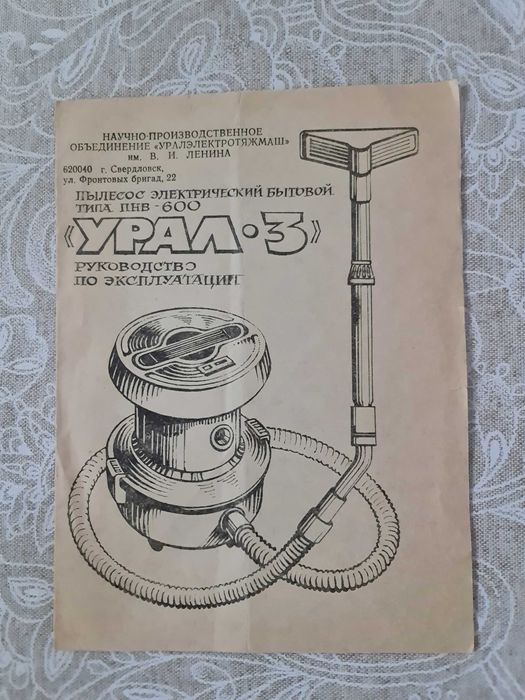 НАУЧНО-ПРОИЗВОДСТВЕННОЕ
ОБЪЕДИНЕНИЕ «УРАЛЭЛЕКТРОТЯЖМАШ»
им. В. И. ЛЕНИНА
620040 г. Свердловск,
ул. Фронтовых бригад, 22
ПЫЛЕСОС ЭЛЕКТРИЧЕСКИЙ БЫТОВОЙ
ТИПА ПНВ-600
«УРАЛ·3»
РУКОВОДСТВО
ПО ЭКСПЛУАТАЦИИ